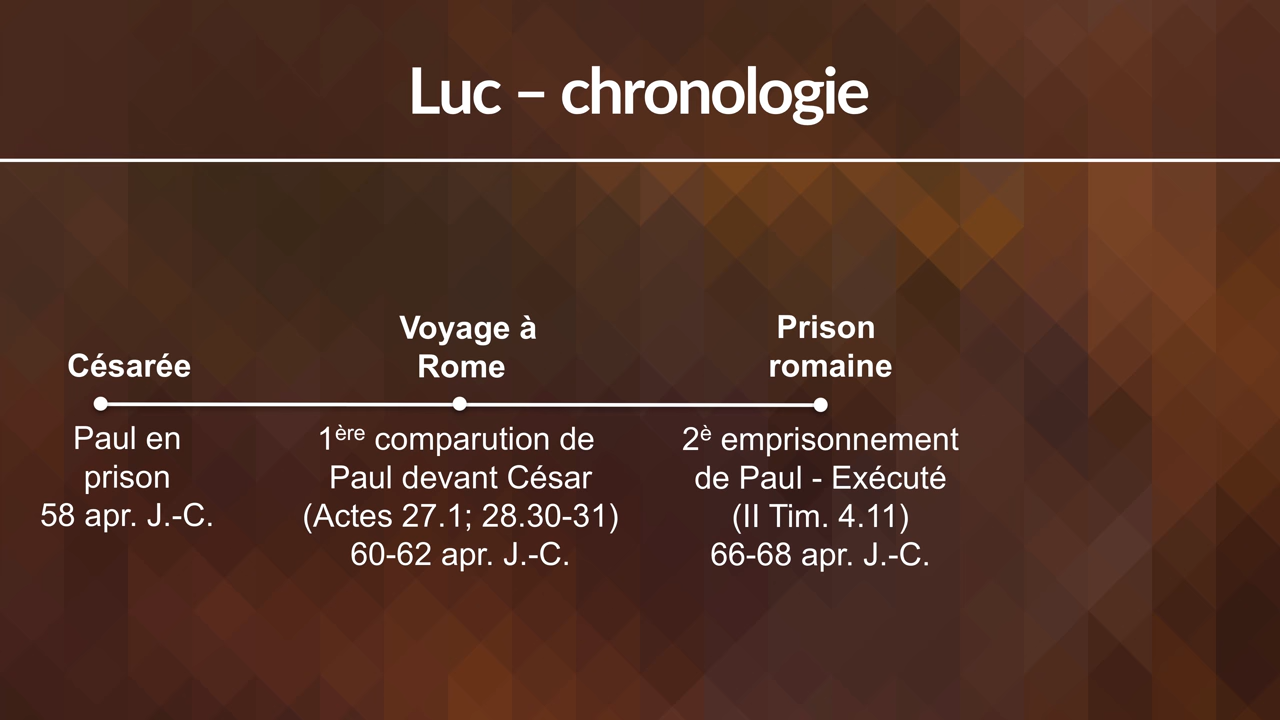 Luc – chronologie
Césarée
Paul en
prison
58 apr. J.-C.
Voyage à
Rome
1ère comparution de
Paul devant César
(Actes 27.1; 28.30-31)
60-62 apr. J.-C.
Prison
romaine
2è emprisonnement
de Paul - Exécuté
(II Tim. 4.11)
66-68 apr. J.-C.